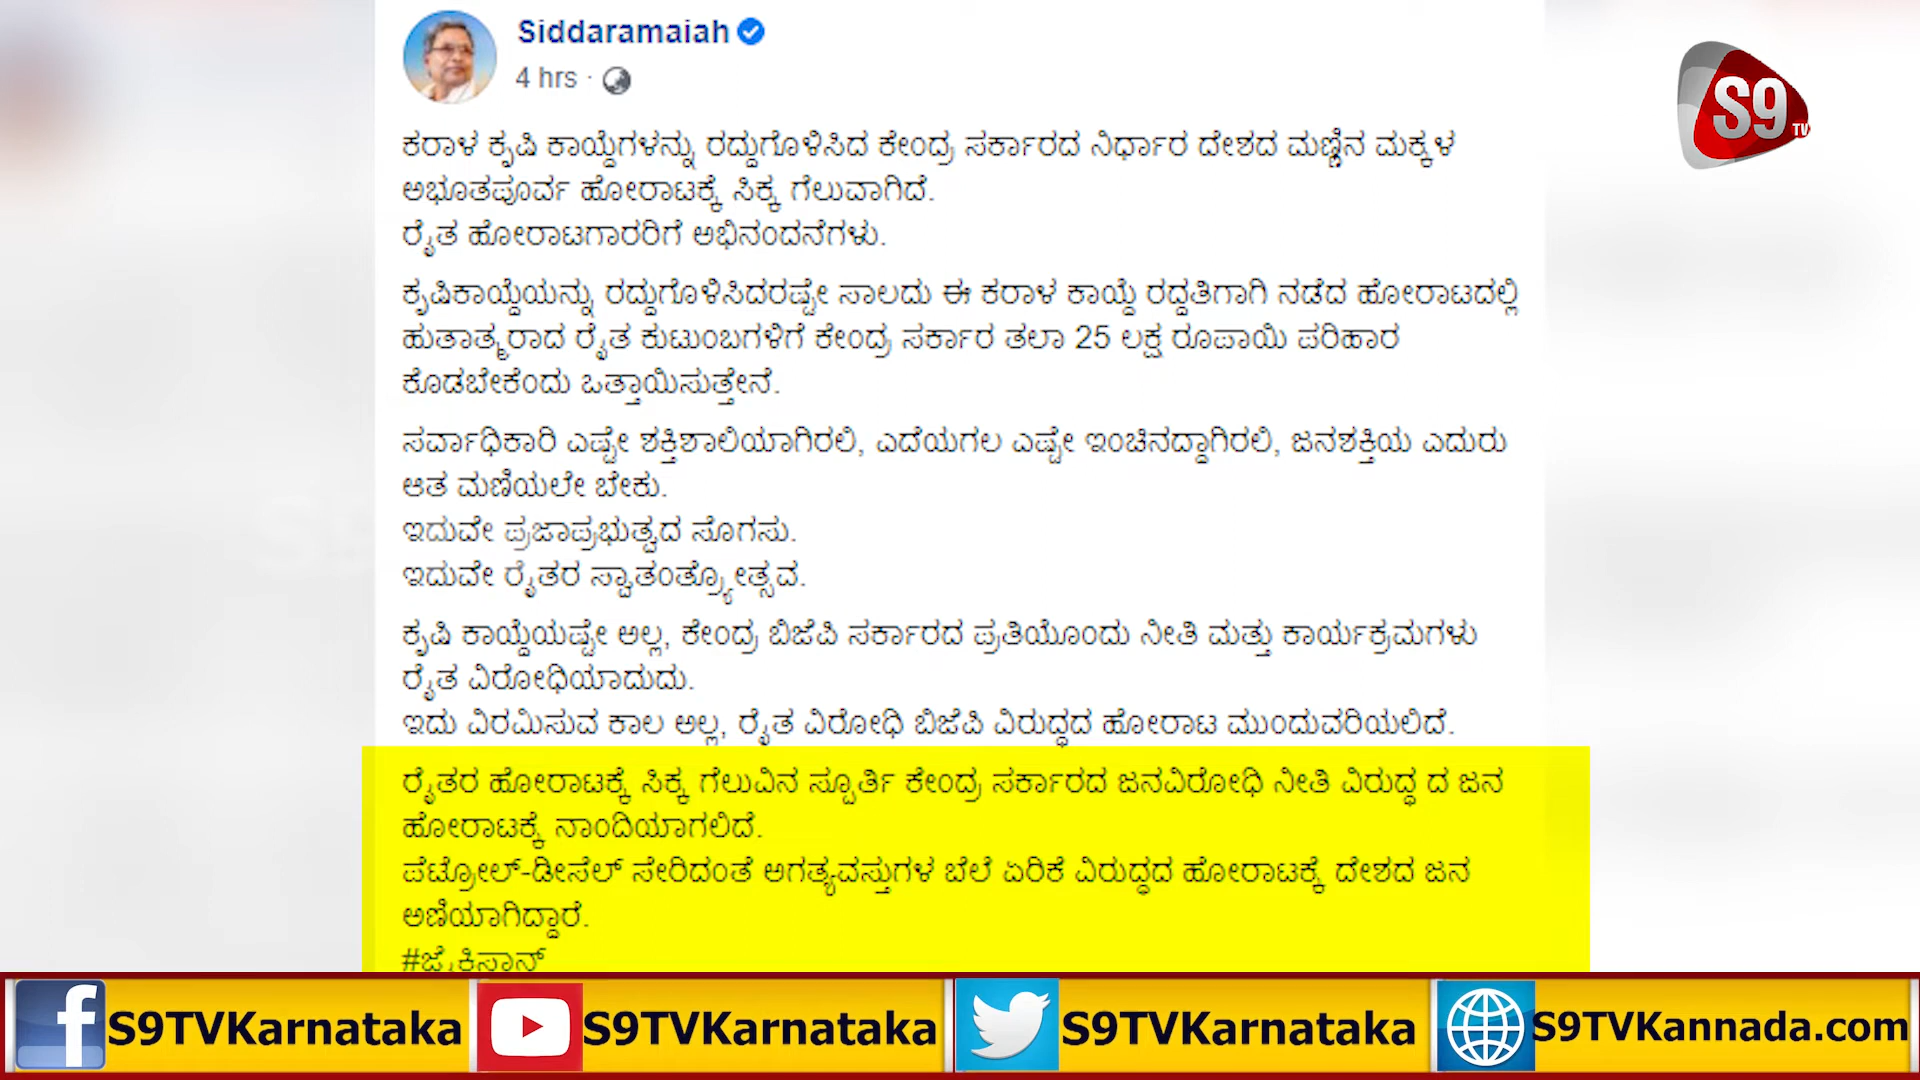 Siddaramaiah
4 hrs ·
S9
TV
ಕರಾಳ ಕೃಷಿ ಕಾಯ್ದೆಗಳನ್ನು ರದ್ದುಗೊಳಿಸಿದ ಕೇಂದ್ರ ಸರ್ಕಾರದ ನಿರ್ಧಾರ ದೇಶದ ಮಣ್ಣಿನ ಮಕ್ಕಳ
ಅಭೂತಪೂರ್ವ ಹೋರಾಟಕ್ಕೆ ಸಿಕ್ಕ ಗೆಲುವಾಗಿದೆ.
ರೈತ ಹೋರಾಟಗಾರರಿಗೆ ಅಭಿನಂದನೆಗಳು.
ಕೃಷಿಕಾಯ್ದೆಯನ್ನು ರದ್ದುಗೊಳಿಸಿದರಷ್ಟೇ ಸಾಲದು ಈ ಕರಾಳ ಕಾಯ್ದೆ ರದ್ದತಿಗಾಗಿ ನಡೆದ ಹೋರಾಟದಲ್ಲಿ
ಹುತಾತ್ಮರಾದ ರೈತ ಕುಟುಂಬಗಳಿಗೆ ಕೇಂದ್ರ ಸರ್ಕಾರ ತಲಾ 25 ಲಕ್ಷ ರೂಪಾಯಿ ಪರಿಹಾರ
ಕೊಡಬೇಕೆಂದು ಒತ್ತಾಯಿಸುತ್ತೇನೆ.
ಸರ್ವಾಧಿಕಾರಿ ಎಷ್ಟೇ ಶಕ್ತಿಶಾಲಿಯಾಗಿರಲಿ, ಎದೆಯಗಲ ಎಷ್ಟೇ ಇಂಚಿನದ್ದಾಗಿರಲಿ, ಜನಶಕ್ತಿಯ ಎದುರು
ಆತ ಮಣಿಯಲೇ ಬೇಕು.
ಇದುವೇ ಪ್ರಜಾಪ್ರಭುತ್ವದ ಸೊಗಸು.
ಇದುವೇ ರೈತರ ಸ್ವಾತಂತ್ರ್ಯೋತ್ಸವ.
ಕೃಷಿ ಕಾಯ್ದೆಯಷ್ಟೇ ಅಲ್ಲ, ಕೇಂದ್ರ ಬಿಜೆಪಿ ಸರ್ಕಾರದ ಪ್ರತಿಯೊಂದು ನೀತಿ ಮತ್ತು ಕಾರ್ಯಕ್ರಮಗಳು
ರೈತ ವಿರೋಧಿಯಾದುದು.
ಇದು ವಿರಮಿಸುವ ಕಾಲ ಅಲ್ಲ, ರೈತ ವಿರೋಧಿ ಬಿಜೆಪಿ ವಿರುದ್ಧದ ಹೋರಾಟ ಮುಂದುವರಿಯಲಿದೆ.
ರೈತರ ಹೋರಾಟಕ್ಕೆ ಸಿಕ್ಕ ಗೆಲುವಿನ ಸ್ಪೂರ್ತಿ ಕೇಂದ್ರ ಸರ್ಕಾರದ ಜನವಿರೋಧಿ ನೀತಿ ವಿರುದ್ಧ ದ ಜನ
ಹೋರಾಟಕ್ಕೆ ನಾಂದಿಯಾಗಲಿದೆ.
ಪೆಟ್ರೋಲ್-ಡೀಸೆಲ್ ಸೇರಿದಂತೆ ಅಗತ್ಯವಸ್ತುಗಳ ಬೆಲೆ ಏರಿಕೆ ವಿರುದ್ಧದ ಹೋರಾಟಕ್ಕೆ ದೇಶದ ಜನ
ಅಣಿಯಾಗಿದ್ದಾರೆ.
#ಜೈಕಿಸಾನ್
S9TVKarnataka S9TVKarnataka S9TVKarnataka S9TVKannada.com